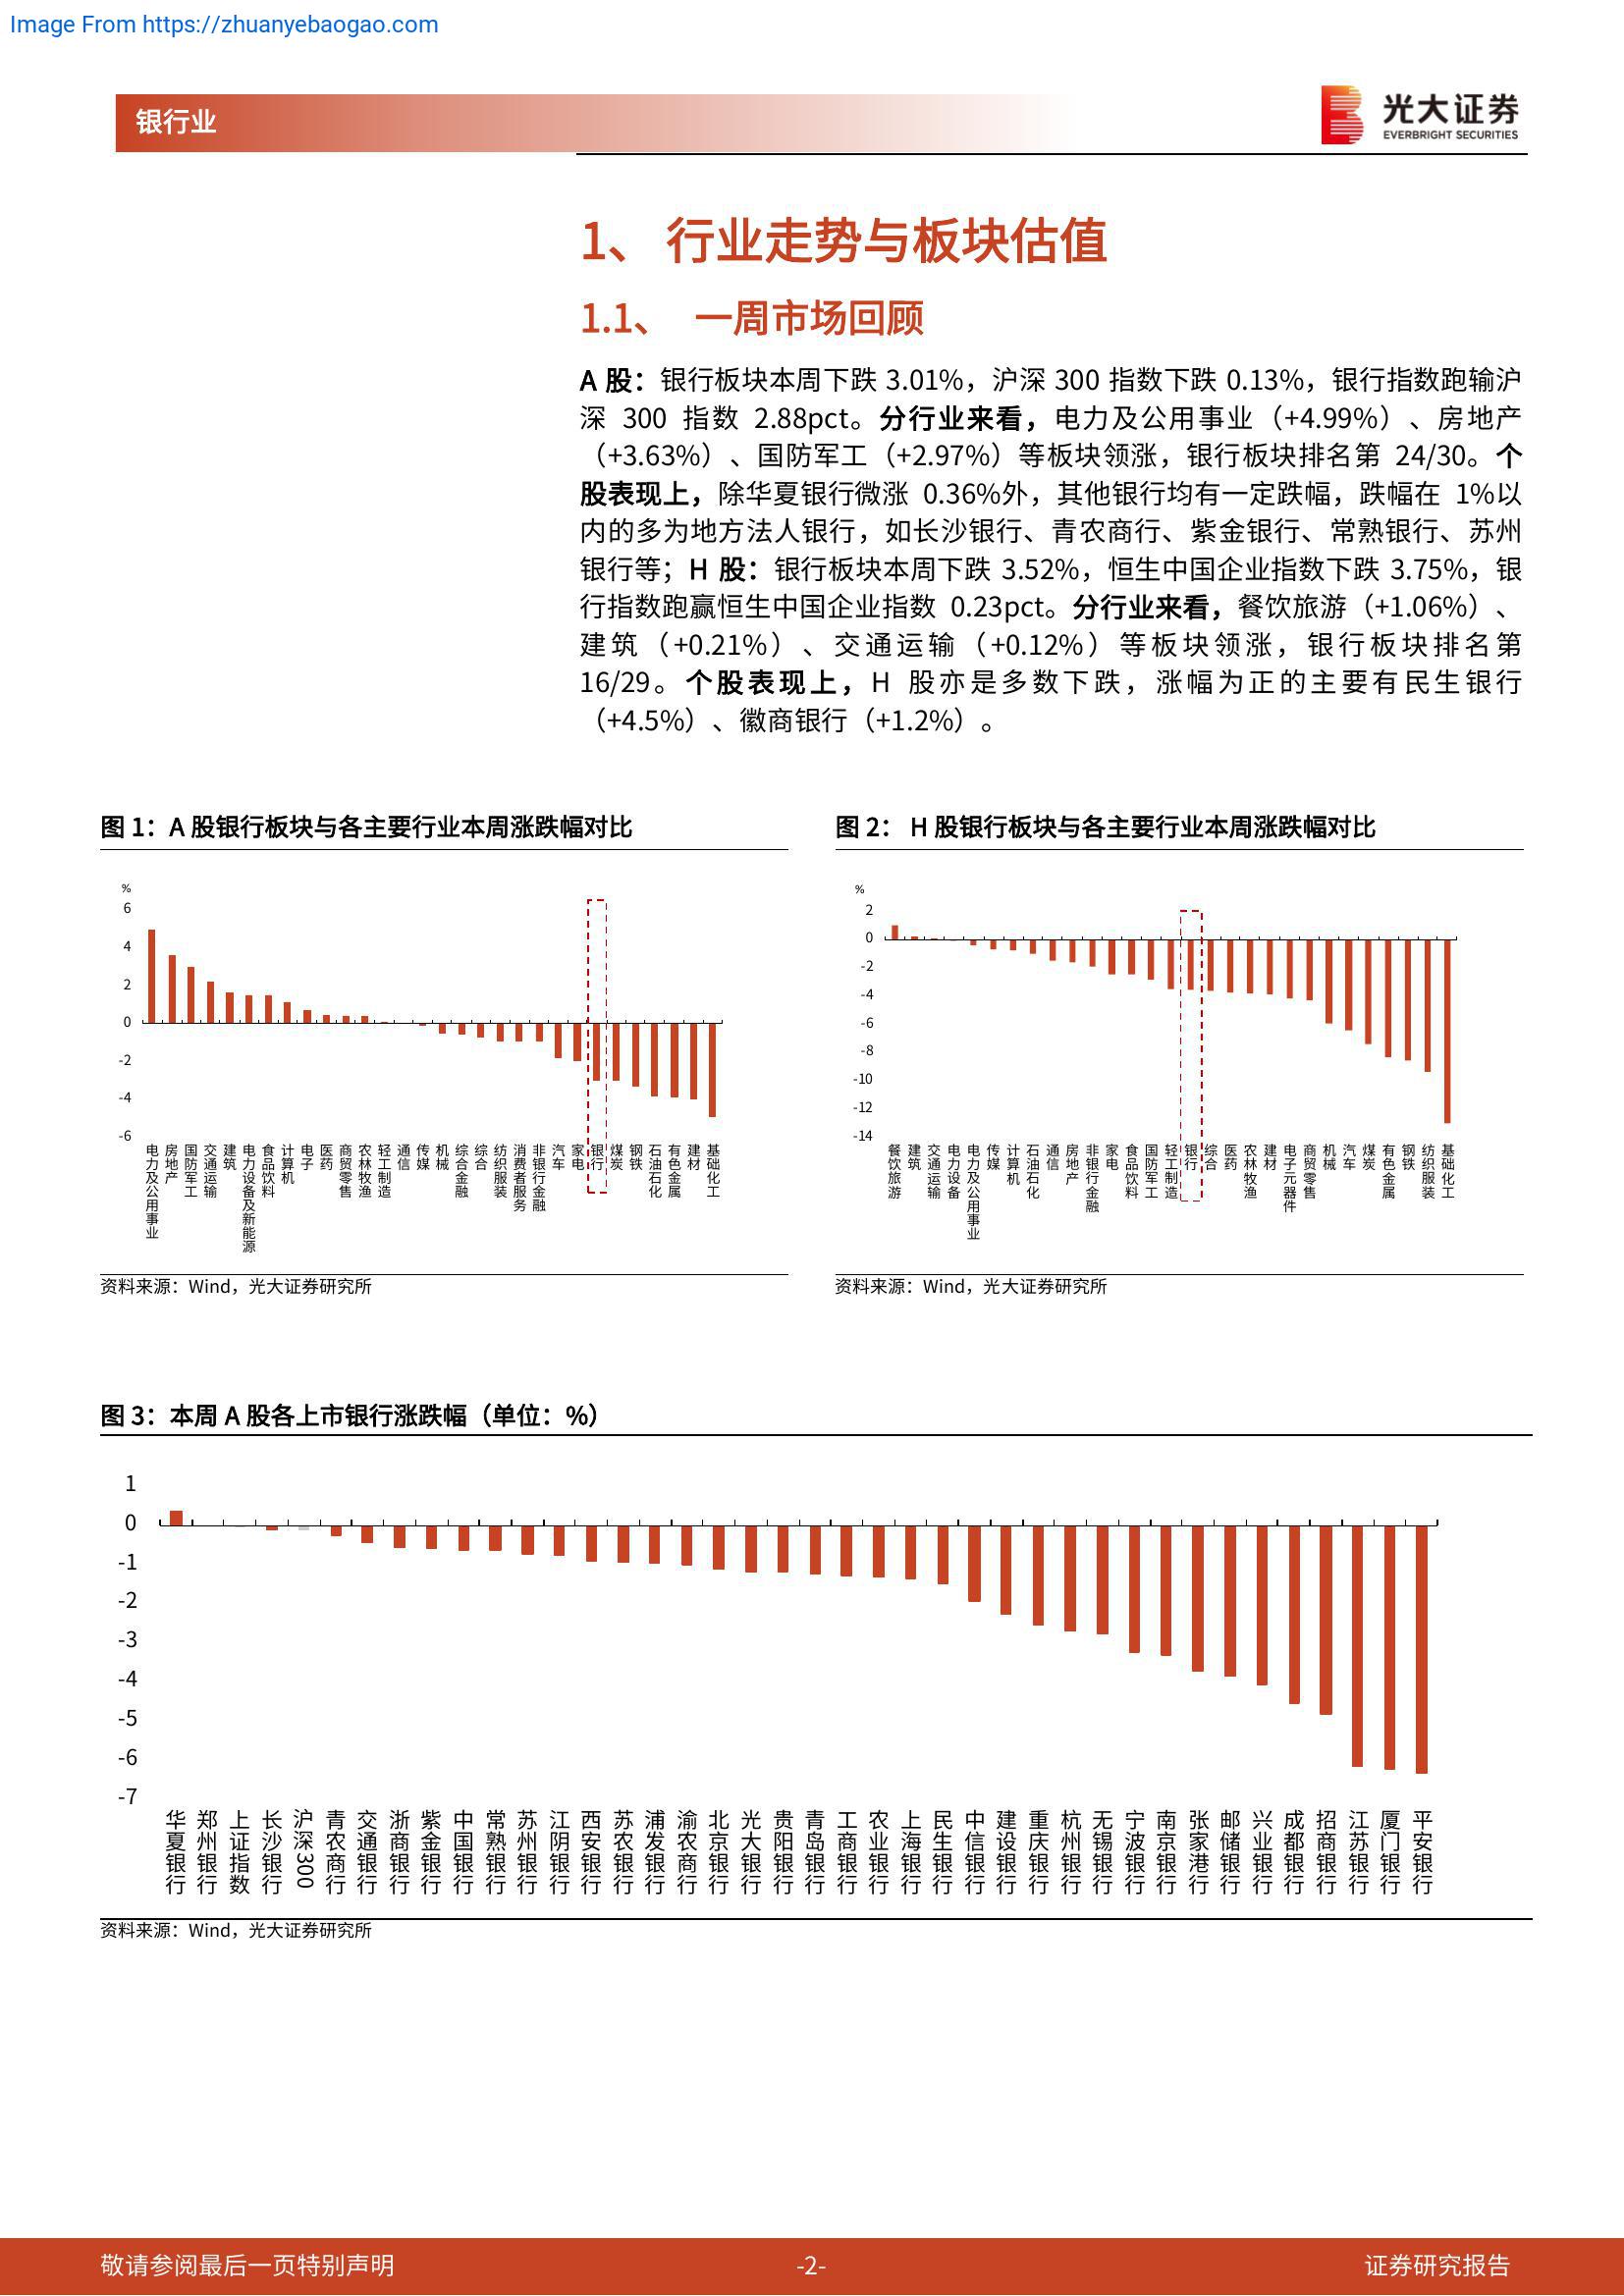 Image From https://zhuanyebaogao.com
银行业
光大证券
EVERBRIGHT SECURITIES
1、 行业走势与板块估值
1.1、 一周市场回顾
A 股：银行板块本周下跌 3.01%，沪深 300 指数下跌 0.13%，银行指数跑输沪
深 300 指数 2.88pct。分行业来看，电力及公用事业（+4.99%）、房地产
（+3.63%）、国防军工（+2.97%）等板块领涨，银行板块排名第 24/30。个
股表现上，除华夏银行微涨 0.36%外，其他银行均有一定跌幅，跌幅在 1%以
内的多为地方法人银行，如长沙银行、青农商行、紫金银行、常熟银行、苏州
银行等；H 股：银行板块本周下跌 3.52%，恒生中国企业指数下跌 3.75%，银
行指数跑赢恒生中国企业指数 0.23pct。分行业来看，餐饮旅游（+1.06%）、
建筑（+0.21%）、交通运输（+0.12%）等板块领涨，银行板块排名第
16/29。个股表现上，H 股亦是多数下跌，涨幅为正的主要有民生银行
（+4.5%）、徽商银行（+1.2%）。
图 1：A 股银行板块与各主要行业本周涨跌幅对比
%
6
4
2
0
-2
-4
-6
电力及公用事业
房地产
国防军工
交通运输
建筑
电力设备及新能源
食品饮料
计算机
电子
医药
商贸零售
农林牧渔
轻工制造
通信
传媒
机械
综合金融
综合
纺织服装
消费者服务
非银行金融
汽车
家电
银行
煤炭
钢铁
石油石化
有色金属
建材
基础化工
资料来源：Wind，光大证券研究所
图 2： H 股银行板块与各主要行业本周涨跌幅对比
%
2
0
-2
-4
-6
-8
-10
-12
-14
餐饮旅游
建筑
交通运输
电力设备
电力及公用事业
传媒
计算机
石油石化
通信
房地产
非银行金融
家电
食品饮料
国防军工
轻工制造
银行
综合
医药
农林牧渔
建材
电子元器件
商贸零售
机械
汽车
煤炭
有色金属
钢铁
纺织服装
基础化工
资料来源：Wind，光大证券研究所
图 3：本周 A 股各上市银行涨跌幅（单位：%）
1
0
-1
-2
-3
-4
-5
-6
-7
华夏银行
郑州银行
上证指数
长沙银行
沪深300
青农商行
交通银行
浙商银行
紫金银行
中国银行
常熟银行
苏州银行
江阴银行
西安银行
苏农银行
浦发银行
渝农商行
北京银行
光大银行
贵阳银行
青岛银行
工商银行
农业银行
上海银行
民生银行
中信银行
建设银行
重庆银行
杭州银行
无锡银行
宁波银行
南京银行
张家港行
邮储银行
兴业银行
成都银行
招商银行
江苏银行
厦门银行
平安银行
资料来源：Wind，光大证券研究所
敬请参阅最后一页特别声明
-2-
证券研究报告